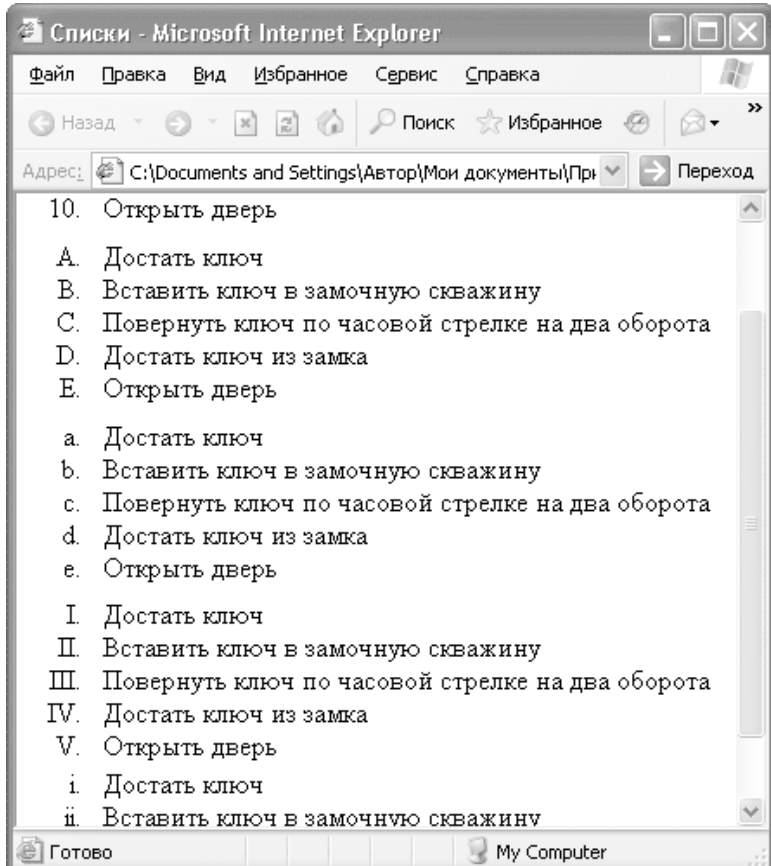 Списки - Microsoft Internet Explorer
Файл Правка Вид Избранное Сервис Справка
Назад Поиск Избранное »
Адрес: C:\Documents and Settings\Автор\Мои документы\При Переход
10. Открыть дверь
A. Достать ключ
B. Вставить ключ в замочную скважину
C. Повернуть ключ по часовой стрелке на два оборота
D. Достать ключ из замка
E. Открыть дверь
a. Достать ключ
b. Вставить ключ в замочную скважину
c. Повернуть ключ по часовой стрелке на два оборота
d. Достать ключ из замка
e. Открыть дверь
I. Достать ключ
II. Вставить ключ в замочную скважину
III. Повернуть ключ по часовой стрелке на два оборота
IV. Достать ключ из замка
V. Открыть дверь
i. Достать ключ
ii. Вставить ключ в замочную скважину
Готово My Computer